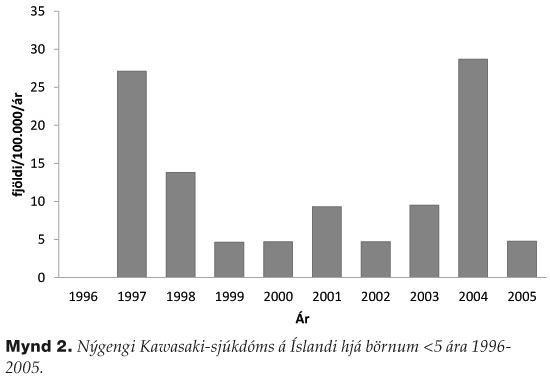 35
30
25
20
15
10
5
0
fjöldi/100.000/ár
1996 1997 1998 1999 2000 2001 2002 2003 2004 2005
Ár
Mynd 2. Nýgengi Kawasaki-sjúkdóms á Íslandi hjá börnum <5 ára 1996-
2005.